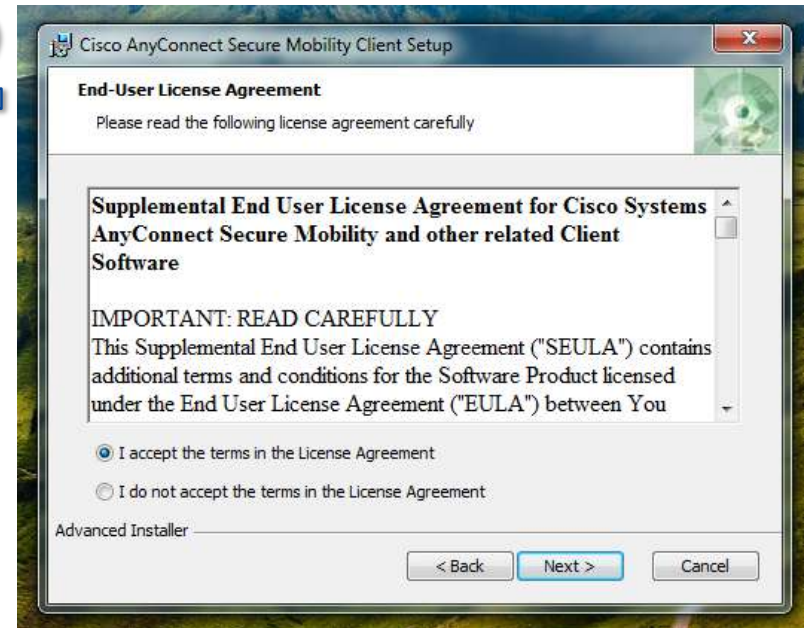 Cisco AnyConnect Secure Mobility Client Setup
End-User License Agreement
Please read the following license agreement carefully
Supplemental End User License Agreement for Cisco Systems
AnyConnect Secure Mobility and other related Client
Software
IMPORTANT: READ CAREFULLY
This Supplemental End User License Agreement ("SEULA") contains
additional terms and conditions for the Software Product licensed
under the End User License Agreement ("EULA") between You
I accept the terms in the License Agreement
I do not accept the terms in the License Agreement
Advanced Installer
< Back Next > Cancel